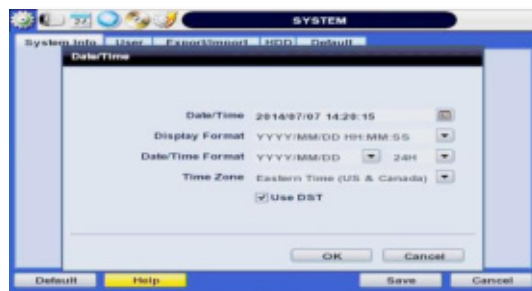 SYSTEM
System Info User Export/Import HDD Default
Date/Time
Date/Time 2014/07/07 14:20:15
Display Format YYYY/MM/DD HH:MM:SS
Date/Time Format YYYY/MM/DD 24H
Time Zone Eastern Time (US & Canada)
Use DST
OK Cancel
Default Help Save Cancel